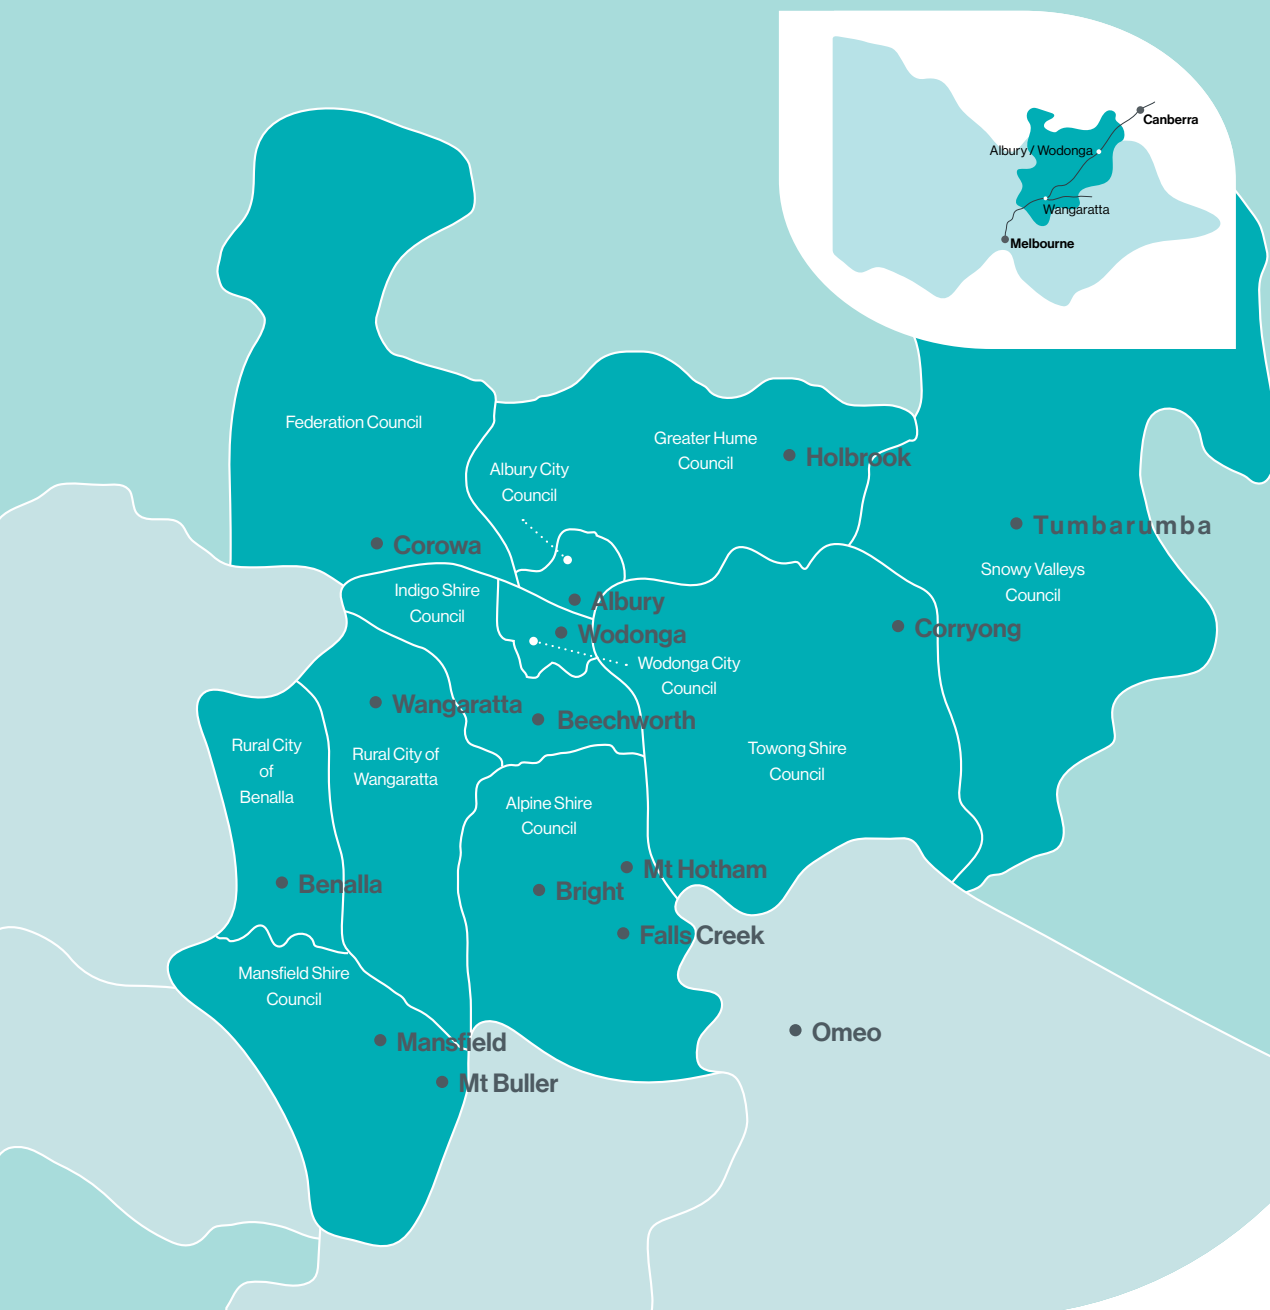 Canberra
Albury / Wodonga
Wangaratta
Melbourne
Federation Council
Greater Hume
Council
Holbrook
Albury City
Council
Tumbarumba
Corowa
Snowy Valleys
Council
Indigo Shire
Council
Albury
Wodonga
Corryong
Wodonga City
Council
Wangaratta
Beechworth
Rural City
of
Benalla
Rural City of
Wangaratta
Towong Shire
Council
Alpine Shire
Council
Mt Hotham
Benalla
Bright
Falls Creek
Mansfield Shire
Council
Omeo
Mansfield
Mt Buller